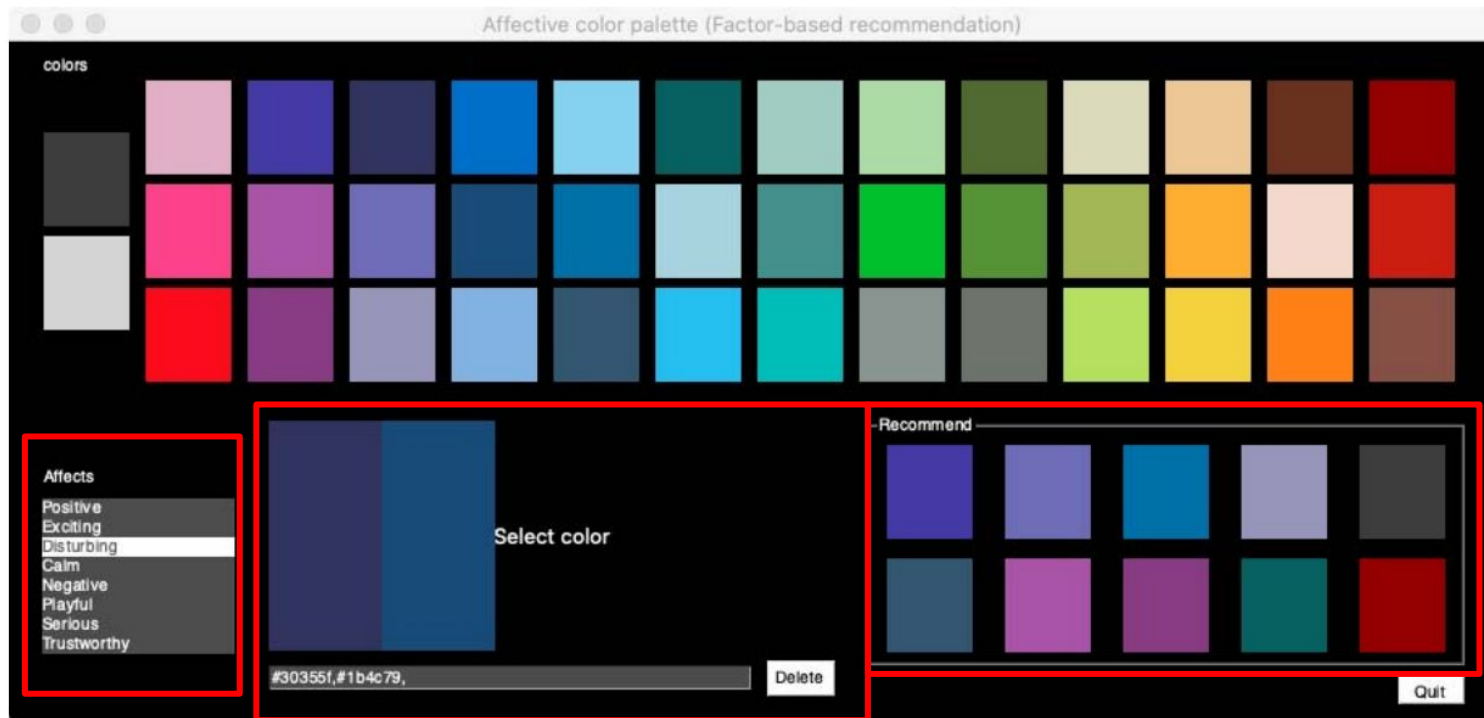 Affective color palette (Factor-based recommendation)
colors
Affects
Positive
Exciting
Disturbing
Calm
Negative
Playful
Serious
Trustworthy
Select color
#30355f,#1b4c79,
Delete
Recommend
Quit